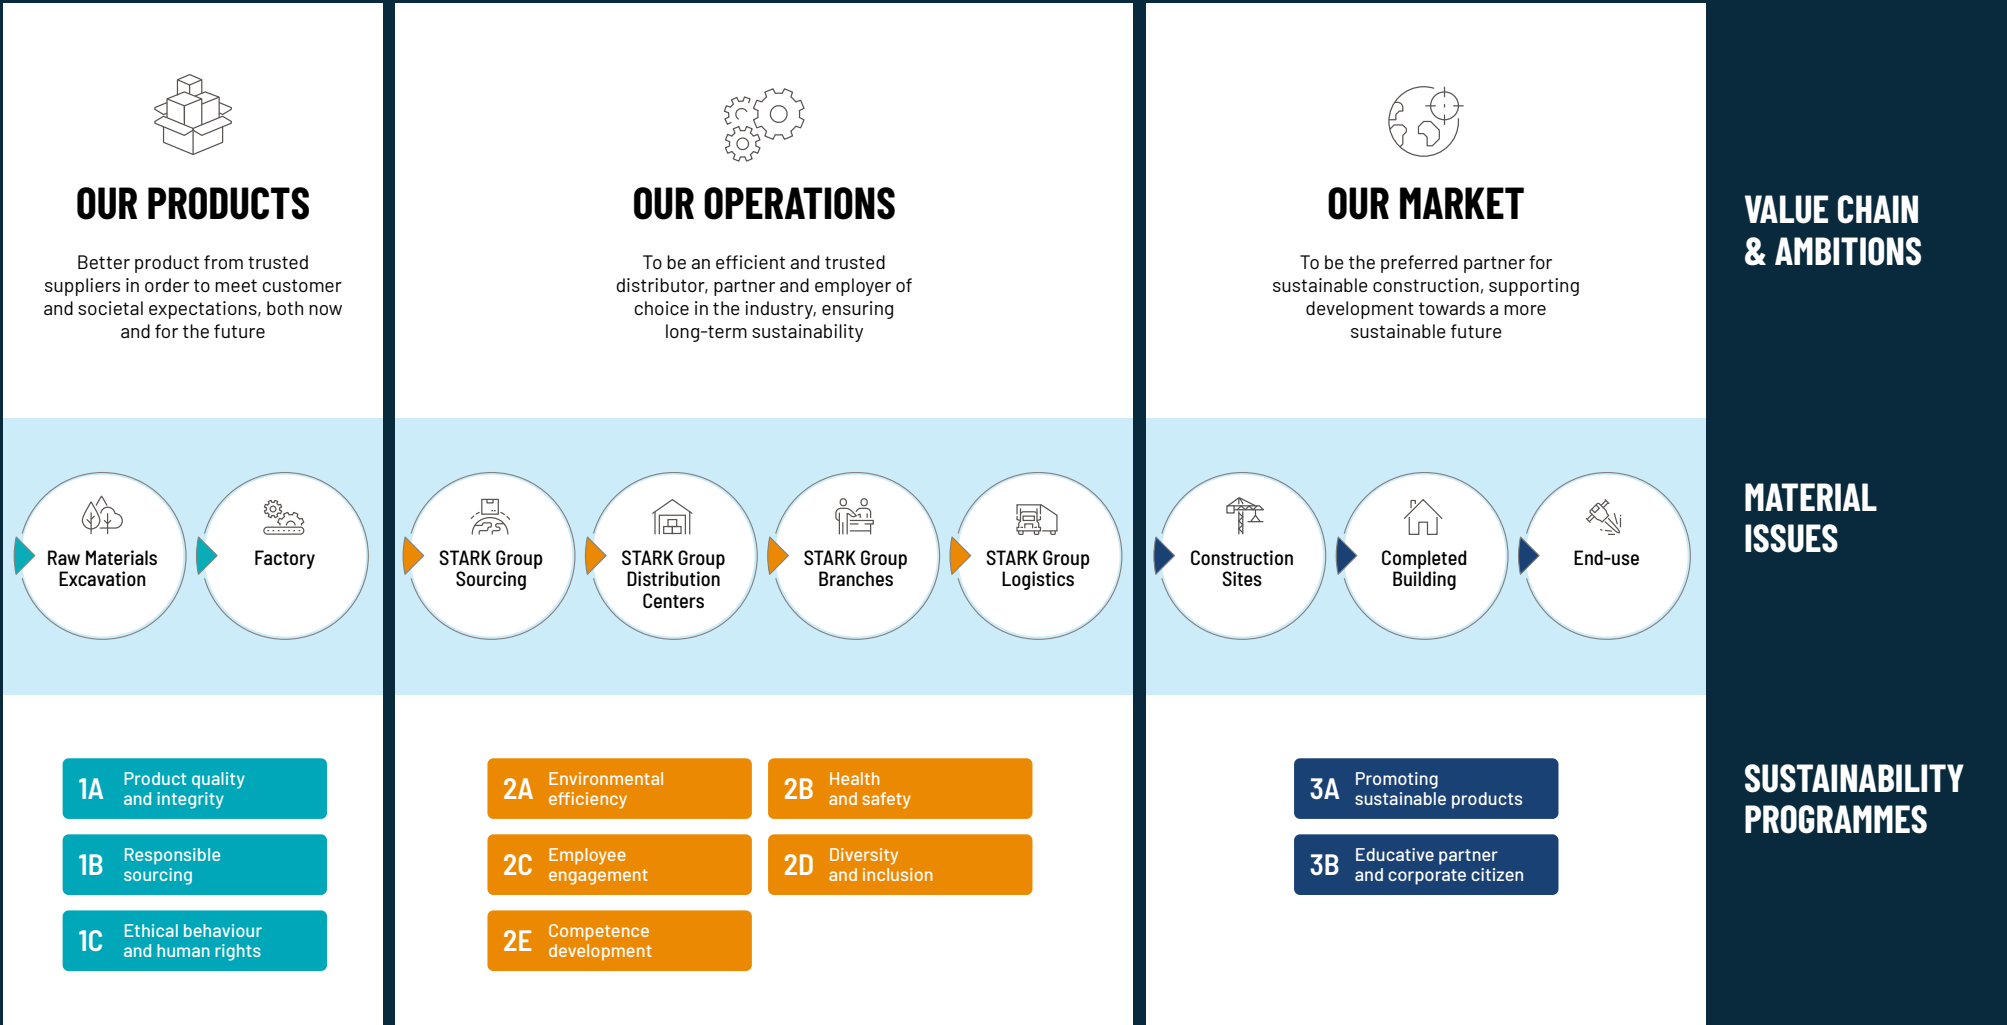 OUR PRODUCTS
Better product from trusted
suppliers in order to meet customer
and societal expectations, both now
and for the future
OUR OPERATIONS
To be an efficient and trusted
distributor, partner and employer of
choice in the industry, ensuring
long-term sustainability
OUR MARKET
To be the preferred partner for
sustainable construction, supporting
development towards a more
sustainable future
VALUE CHAIN
& AMBITIONS
Raw Materials
Excavation
Factory
STARK Group
Sourcing
STARK Group
Distribution
Centers
STARK Group
Branches
STARK Group
Logistics
Construction
Sites
Completed
Building
End-use
MATERIAL
ISSUES
1A Product quality
and integrity
1B Responsible
sourcing
1C Ethical behaviour
and human rights
2A Environmental
efficiency
2B Health
and safety
2C Employee
engagement
2D Diversity
and inclusion
2E Competence
development
3A Promoting
sustainable products
3B Educative partner
and corporate citizen
SUSTAINABILITY
PROGRAMMES